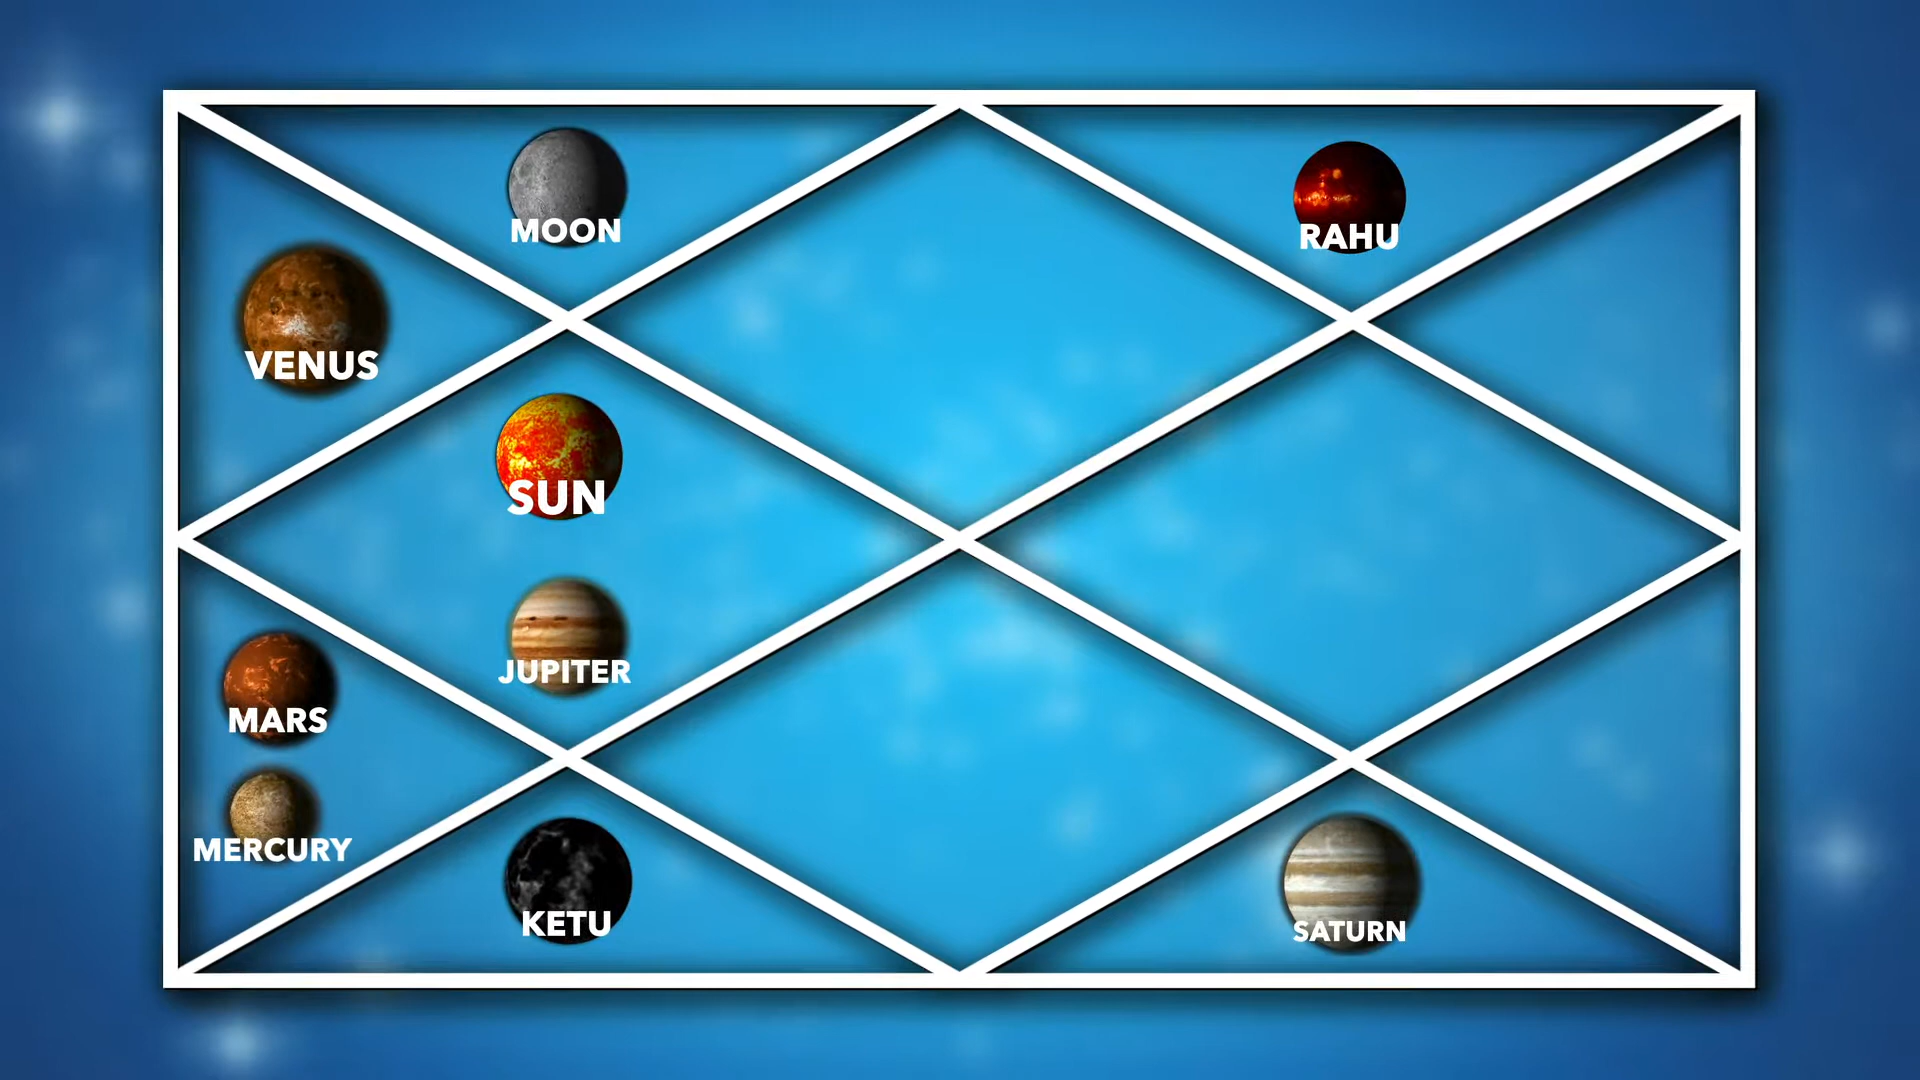 MOON
RAHU
VENUS
SUN
JUPITER
MARS
MERCURY
KETU
SATURN